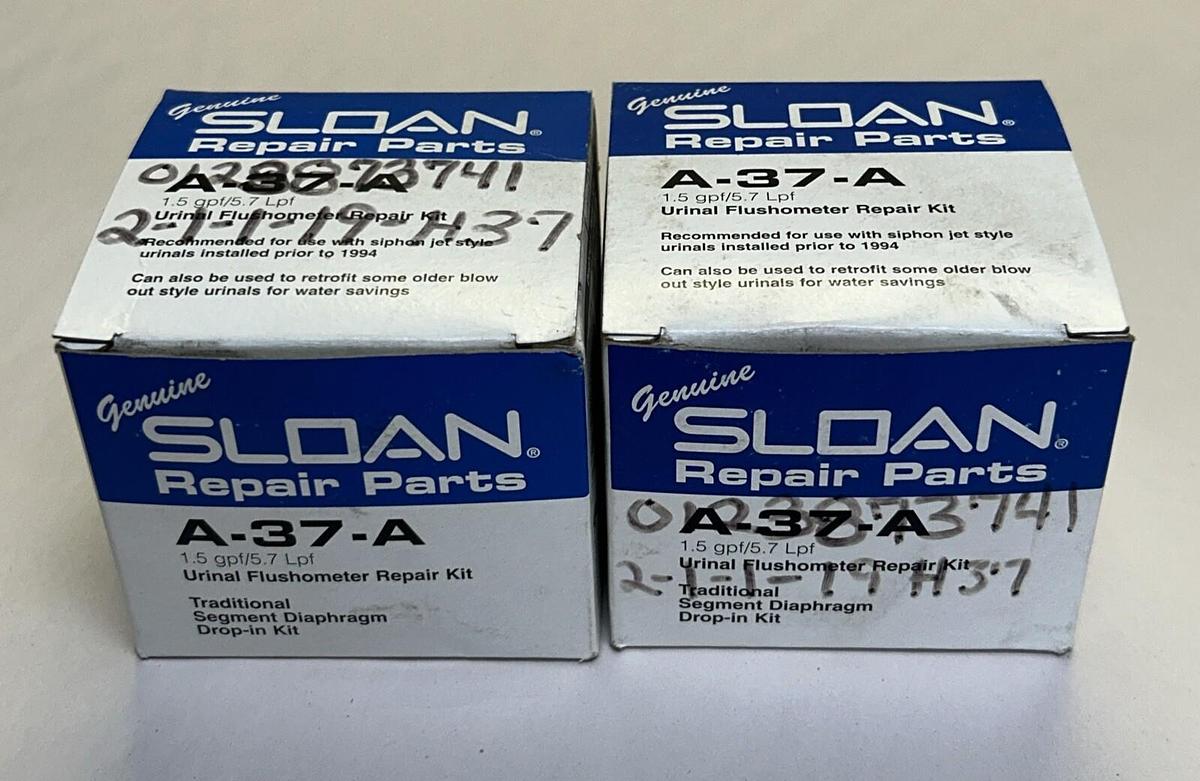 Genuine
SLOAN®
Repair Parts
A-37-A
1.5 gpf/5.7 Lpf
Urinal Flushometer Repair Kit
2-1-1-19-H37
Recommended for use with siphon jet style
urinals installed prior to 1994
Can also be used to retrofit some older blow
out style urinals for water savings
Genuine
SLOAN®
Repair Parts
A-37-A
1.5 gpf/5.7 Lpf
Urinal Flushometer Repair Kit
Traditional
Segment Diaphragm
Drop-in Kit
Genuine
SLOAN®
Repair Parts
A-37-A
1.5 gpf/5.7 Lpf
Urinal Flushometer Repair Kit
Recommended for use with siphon jet style
urinals installed prior to 1994
Can also be used to retrofit some older blow
out style urinals for water savings
Genuine
SLOAN®
Repair Parts
A-37-A
1.5 gpf/5.7 Lpf
Urinal Flushometer Repair Kit
2-1-1-19 H37
Traditional
Segment Diaphragm
Drop-in Kit